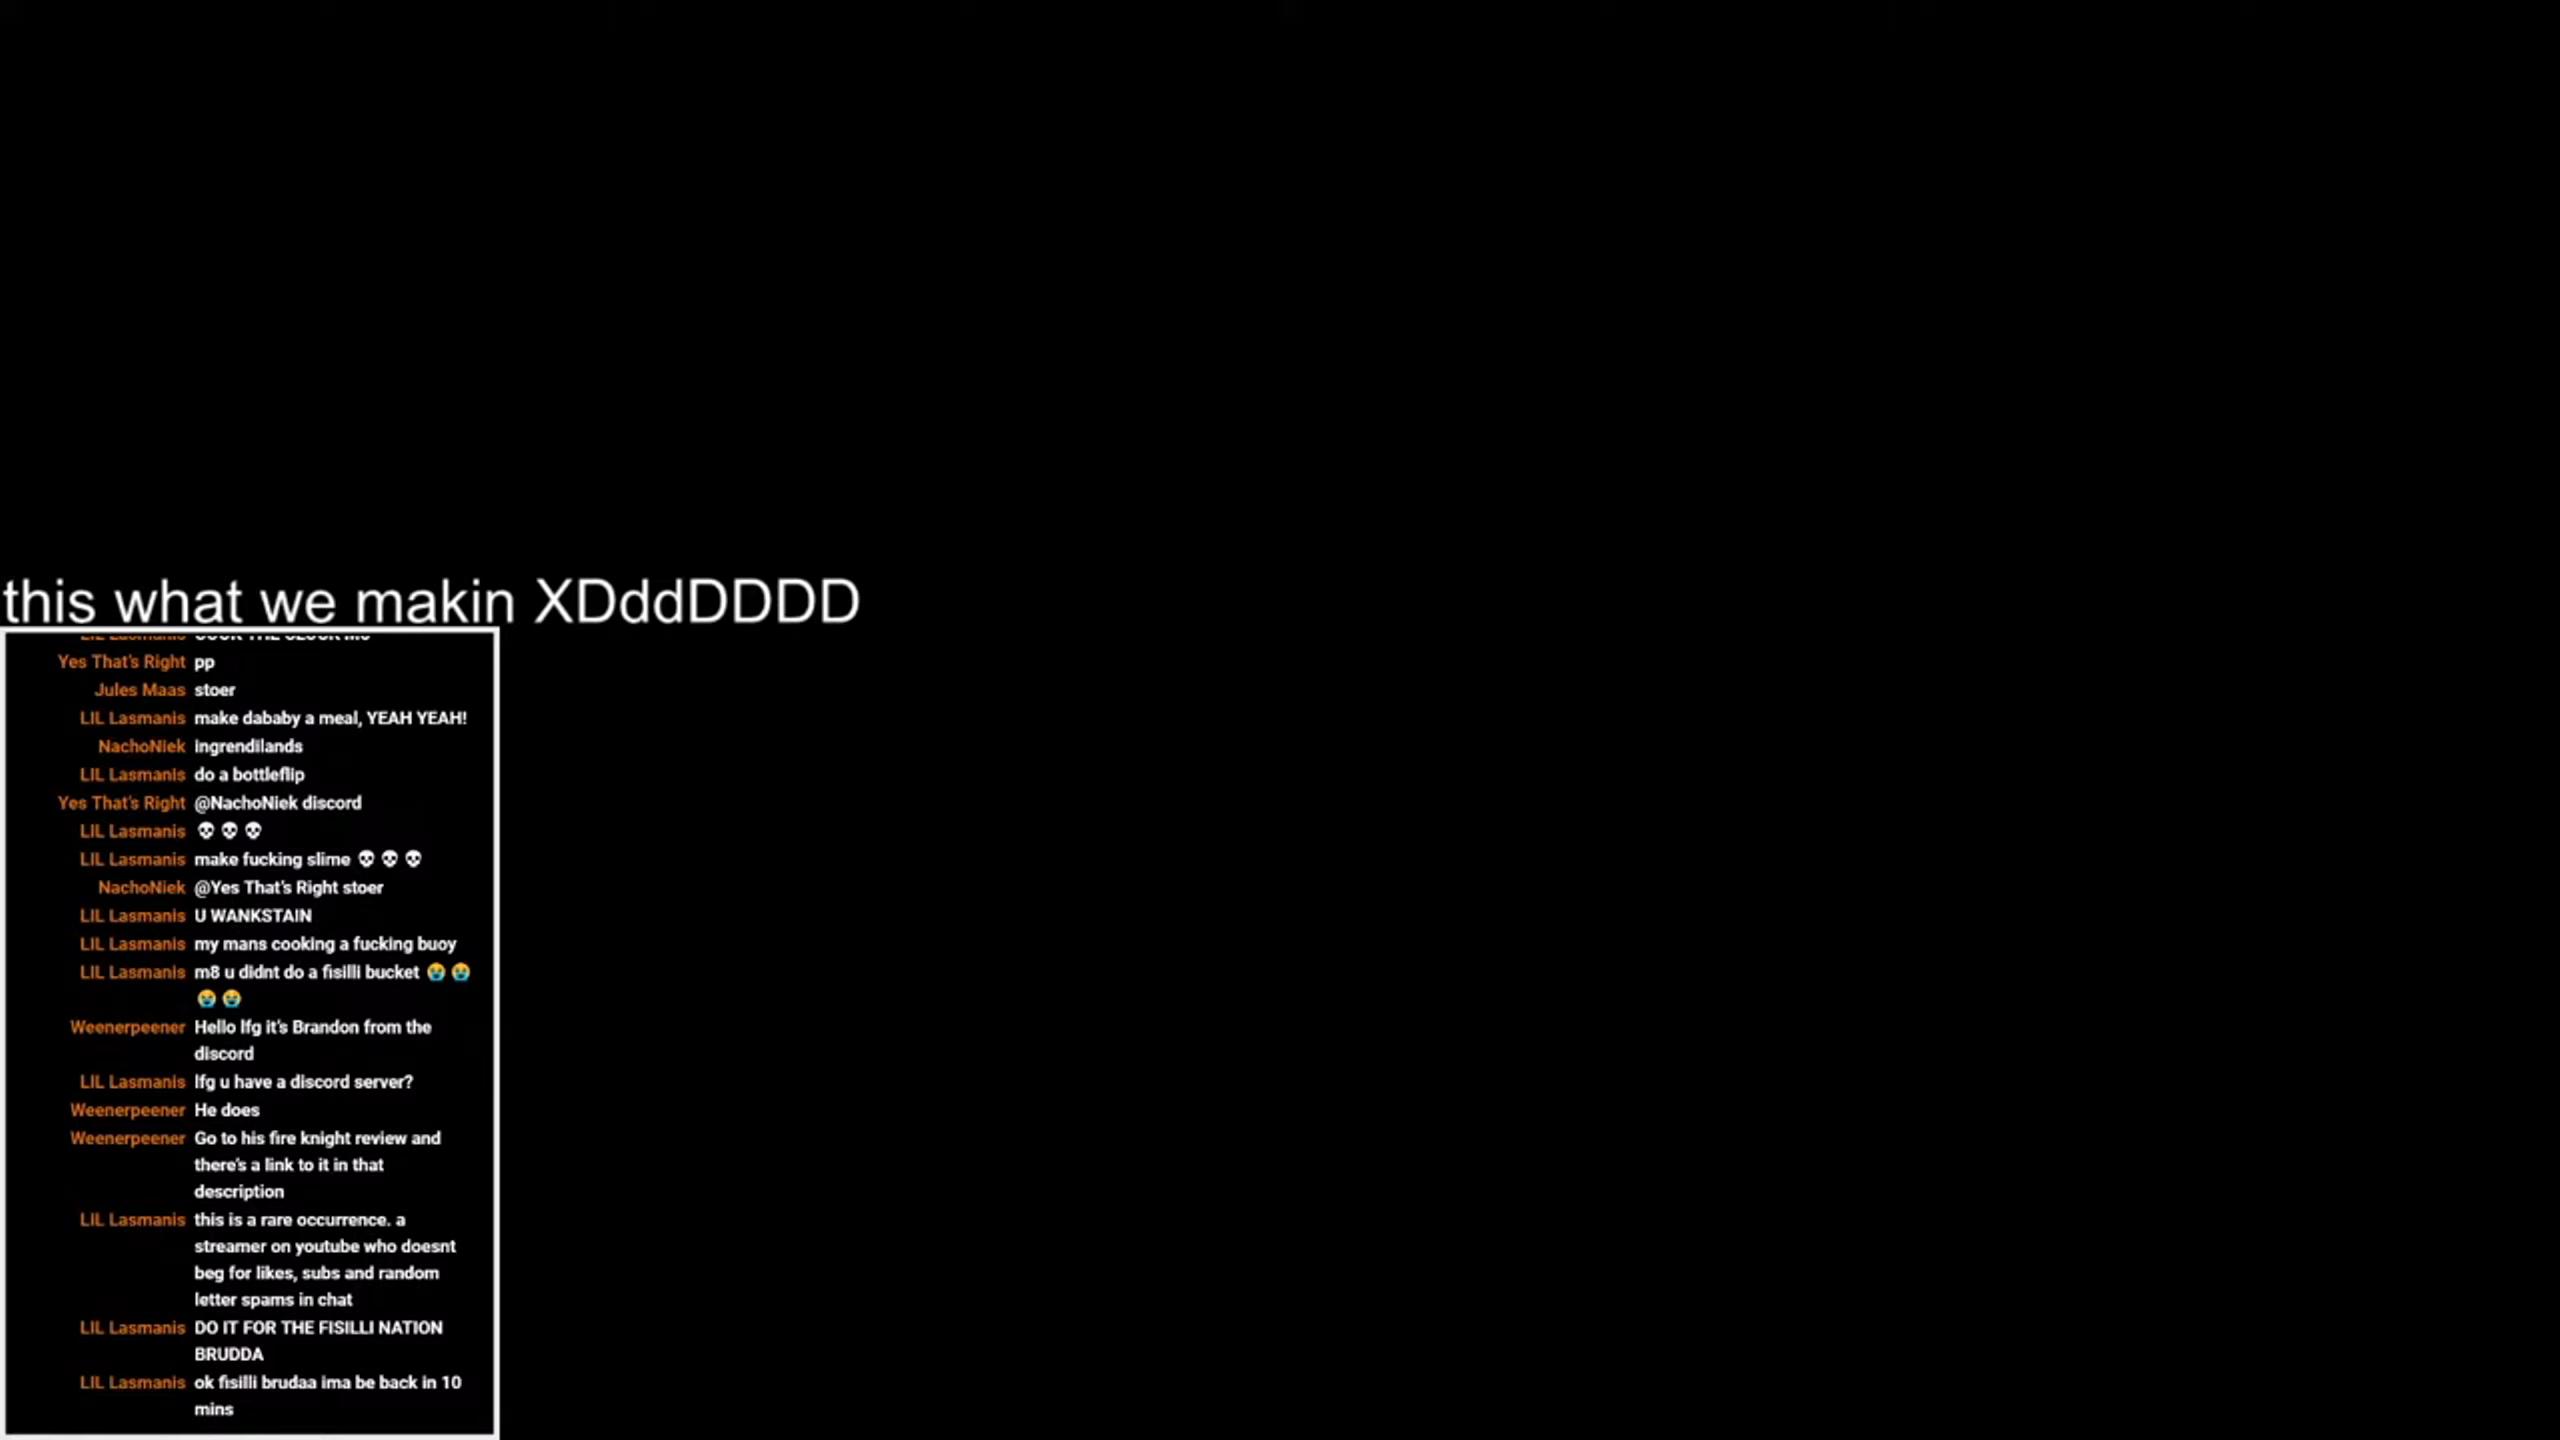 this what we makin XDddDDDD
LIL Lasmanis
Yes That's Right pp
Jules Maas stoer
LIL Lasmanis make dababy a meal, YEAH YEAH!
NachoNiek ingrendilands
LIL Lasmanis do a bottleflip
Yes That's Right @NachoNiek discord
LIL Lasmanis 💀 💀 💀
LIL Lasmanis make fucking slime 💀 💀 💀
NachoNiek @Yes That's Right stoer
LIL Lasmanis U WANKSTAIN
LIL Lasmanis my mans cooking a fucking buoy
LIL Lasmanis m8 u didnt do a fisilli bucket 😭 😭
😭 😭
Weenerpeener Hello lfg it's Brandon from the
discord
LIL Lasmanis lfg u have a discord server?
Weenerpeener He does
Weenerpeener Go to his fire knight review and
there's a link to it in that
description
LIL Lasmanis this is a rare occurrence. a
streamer on youtube who doesnt
beg for likes, subs and random
letter spams in chat
LIL Lasmanis DO IT FOR THE FISILLI NATION
BRUDDA
LIL Lasmanis ok fisilli brudaa ima be back in 10
mins